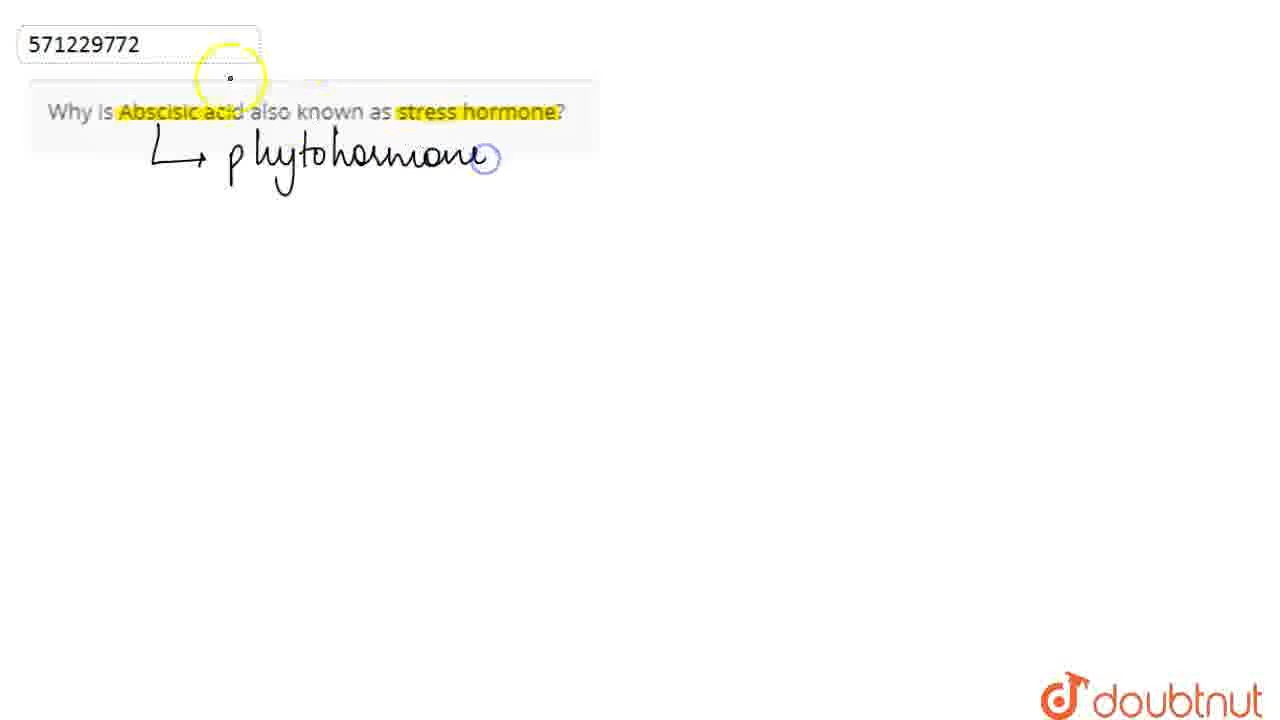 571229772
Why is Abscisic acid also known as stress hormone?
phytohormone
doubtnut